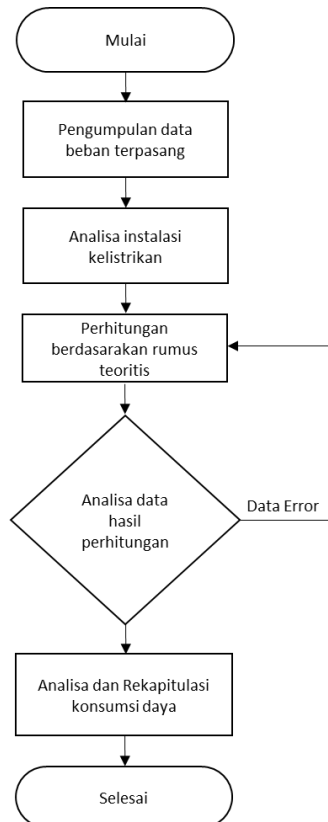 Mulai
Pengumpulan data
beban terpasang
Analisa instalasi
kelistrikan
Perhitungan
berdasarakan rumus
teoritis
Analisa data
hasil
perhitungan
Data Error
Analisa dan Rekapitulasi
konsumsi daya
Selesai